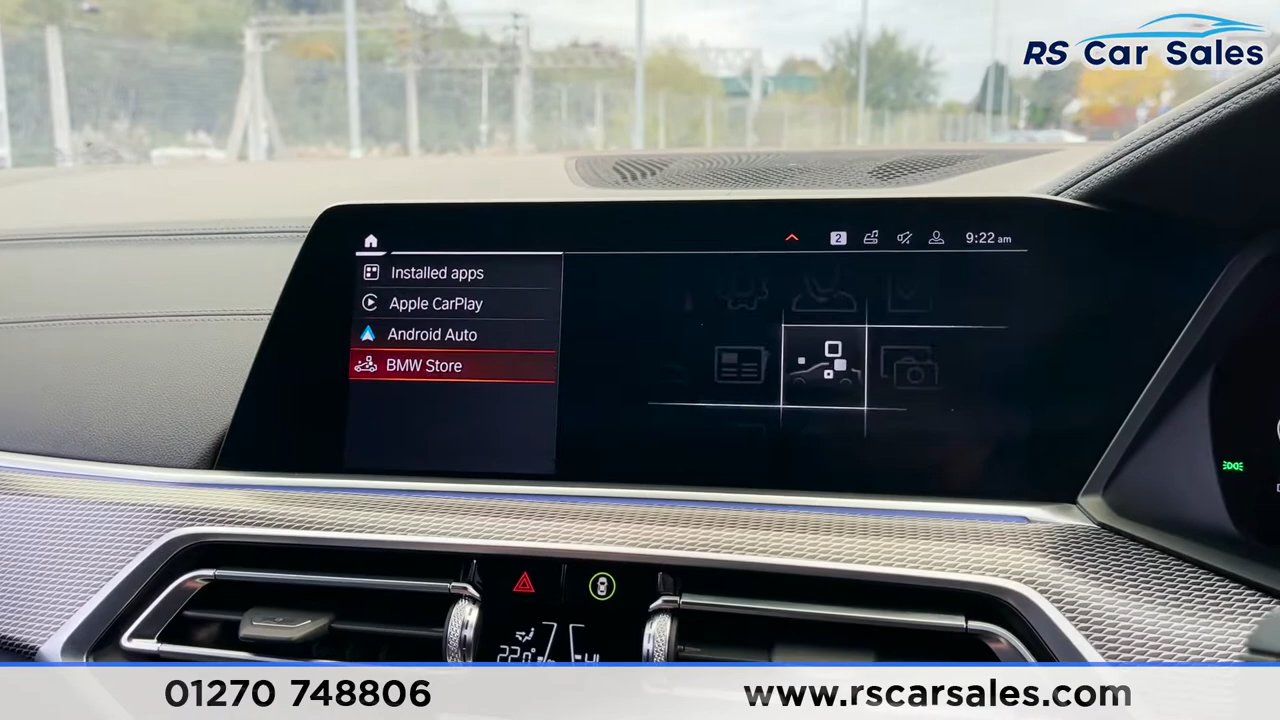 RS Car Sales
2
9:22 am
Installed apps
Apple CarPlay
Android Auto
BMW Store
01270 748806
www.rscarsales.com